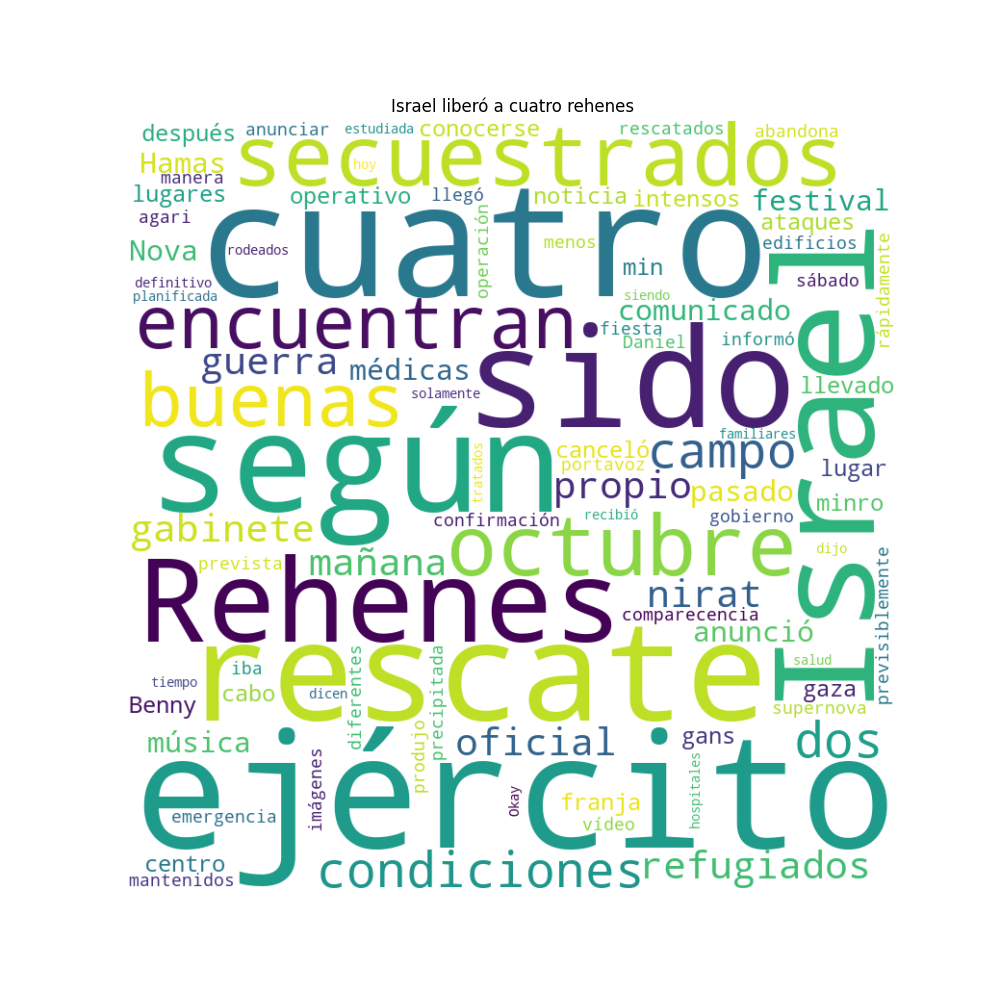 Israel liberó a cuatro rehenes
después anunciar estudiada conocerse rescatados abandona
secuestrados
Hamas hoy
manera
lugares operativo llegó noticia intensos festival
agari cuatro operación ataques
Nova rodeados menos edificios
definitivo min sábado
planificada siendo rápidamente
encuentran comunicado Israel
fiesta
sido Daniel informó
guerra médicas llevado
buenas solamente
según familiares
tratados canceló campo
portavoz lugar
propio pasado minro
gabinete confirmación recibió gobierno
octubre
mañana dijo
prevista
Rehenes nirat
comparecencia
anunció
rescate previsiblemente
iba diferentes precipitada salud
tiempo cabo dicen gaza
Benny supernova
música oficial gans dos
ejército produjo
imágenes Okay franja hospitales
emergencia vídeo
centro condiciones refugiados
mantenidos